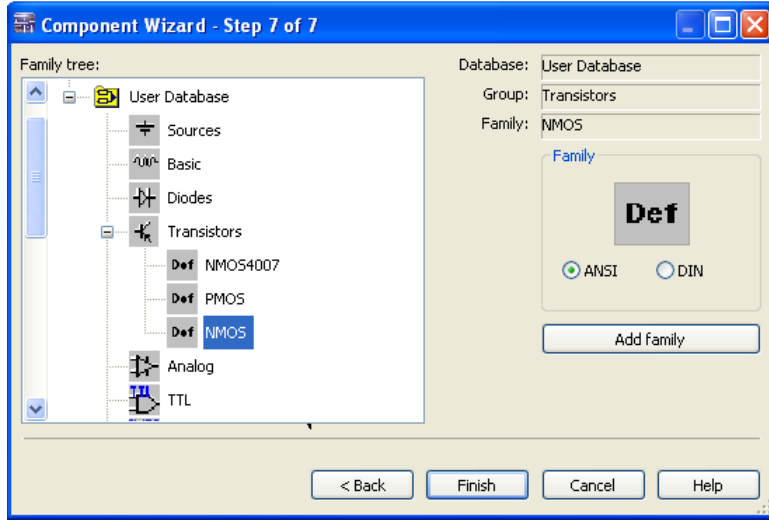 Component Wizard - Step 7 of 7
Family tree:
User Database
Sources
Basic
Diodes
Transistors
Def NMOS4007
Def PMOS
Def NMOS
Analog
TTL
TTL
Database: User Database
Group: Transistors
Family: NMOS
Family
Def
ANSI DIN
Add family
< Back Finish Cancel Help